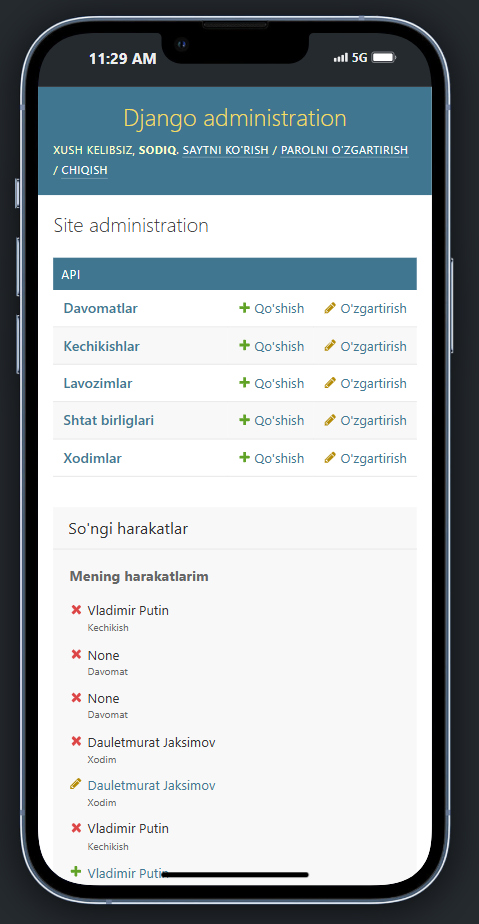 11:29 AM
5G
Django administration
XUSH KELIBSIZ, SODIQ. SAYTNI KO'RISH / PAROLNI O'ZGARTIRISH
/ CHIQISH
Site administration
API
Davomatlar Qo'shish O'zgartirish
Kechikishlar Qo'shish O'zgartirish
Lavozimlar Qo'shish O'zgartirish
Shtat birliglari Qo'shish O'zgartirish
Xodimlar Qo'shish O'zgartirish
So'ngi harakatlar
Mening harakatlarim
Vladimir Putin
Kechikish
None
Davomat
None
Davomat
Dauletmurat Jaksimov
Xodim
Dauletmurat Jaksimov
Xodim
Vladimir Putin
Kechikish
Vladimir Putin